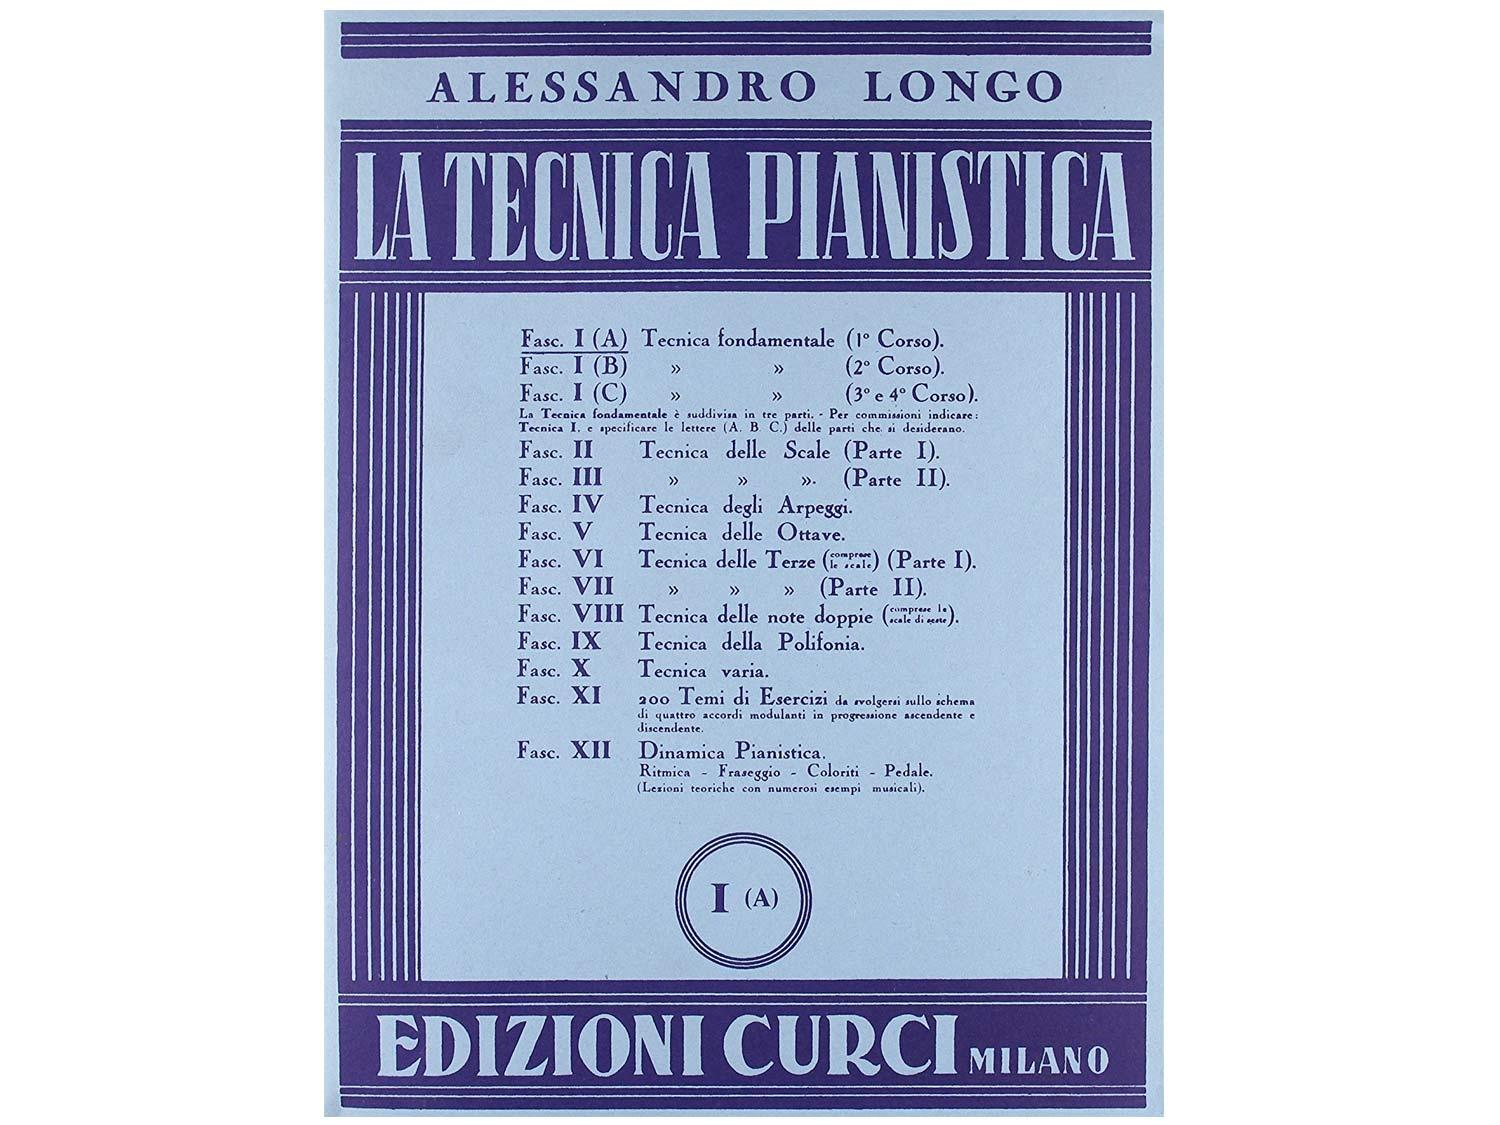 ALESSANDRO LONGO
LA TECNICA PIANISTICA
Fasc. I (A) Tecnica fondamentale (1º Corso).
Fasc. I (B) » » (2º Corso).
Fasc. I (C) » » (3º e 4º Corso).
La Tecnica fondamentale è suddivisa in tre parti. - Per commissioni indicare:
Tecnica I. e specificare le lettere (A. B. C.) delle parti che si desiderano.
Fasc. II Tecnica delle Scale (Parte I).
Fasc. III » » ». (Parte II).
Fasc. IV Tecnica degli Arpeggi.
Fasc. V Tecnica delle Ottave.
Fasc. VI Tecnica delle Terze (comprese le scale) (Parte I).
Fasc. VII » » » (Parte II).
Fasc. VIII Tecnica delle note doppie (comprese le scale di seste).
Fasc. IX Tecnica della Polifonia.
Fasc. X Tecnica varia.
Fasc. XI 200 Temi di Esercizi da svolgersi sullo schema
di quattro accordi modulanti in progressione ascendente e
discendente.
Fasc. XII Dinamica Pianistica.
Ritmica - Fraseggio - Coloriti - Pedale.
(Lezioni teoriche con numerosi esempi musicali).
I (A)
EDIZIONI CURCI MILANO